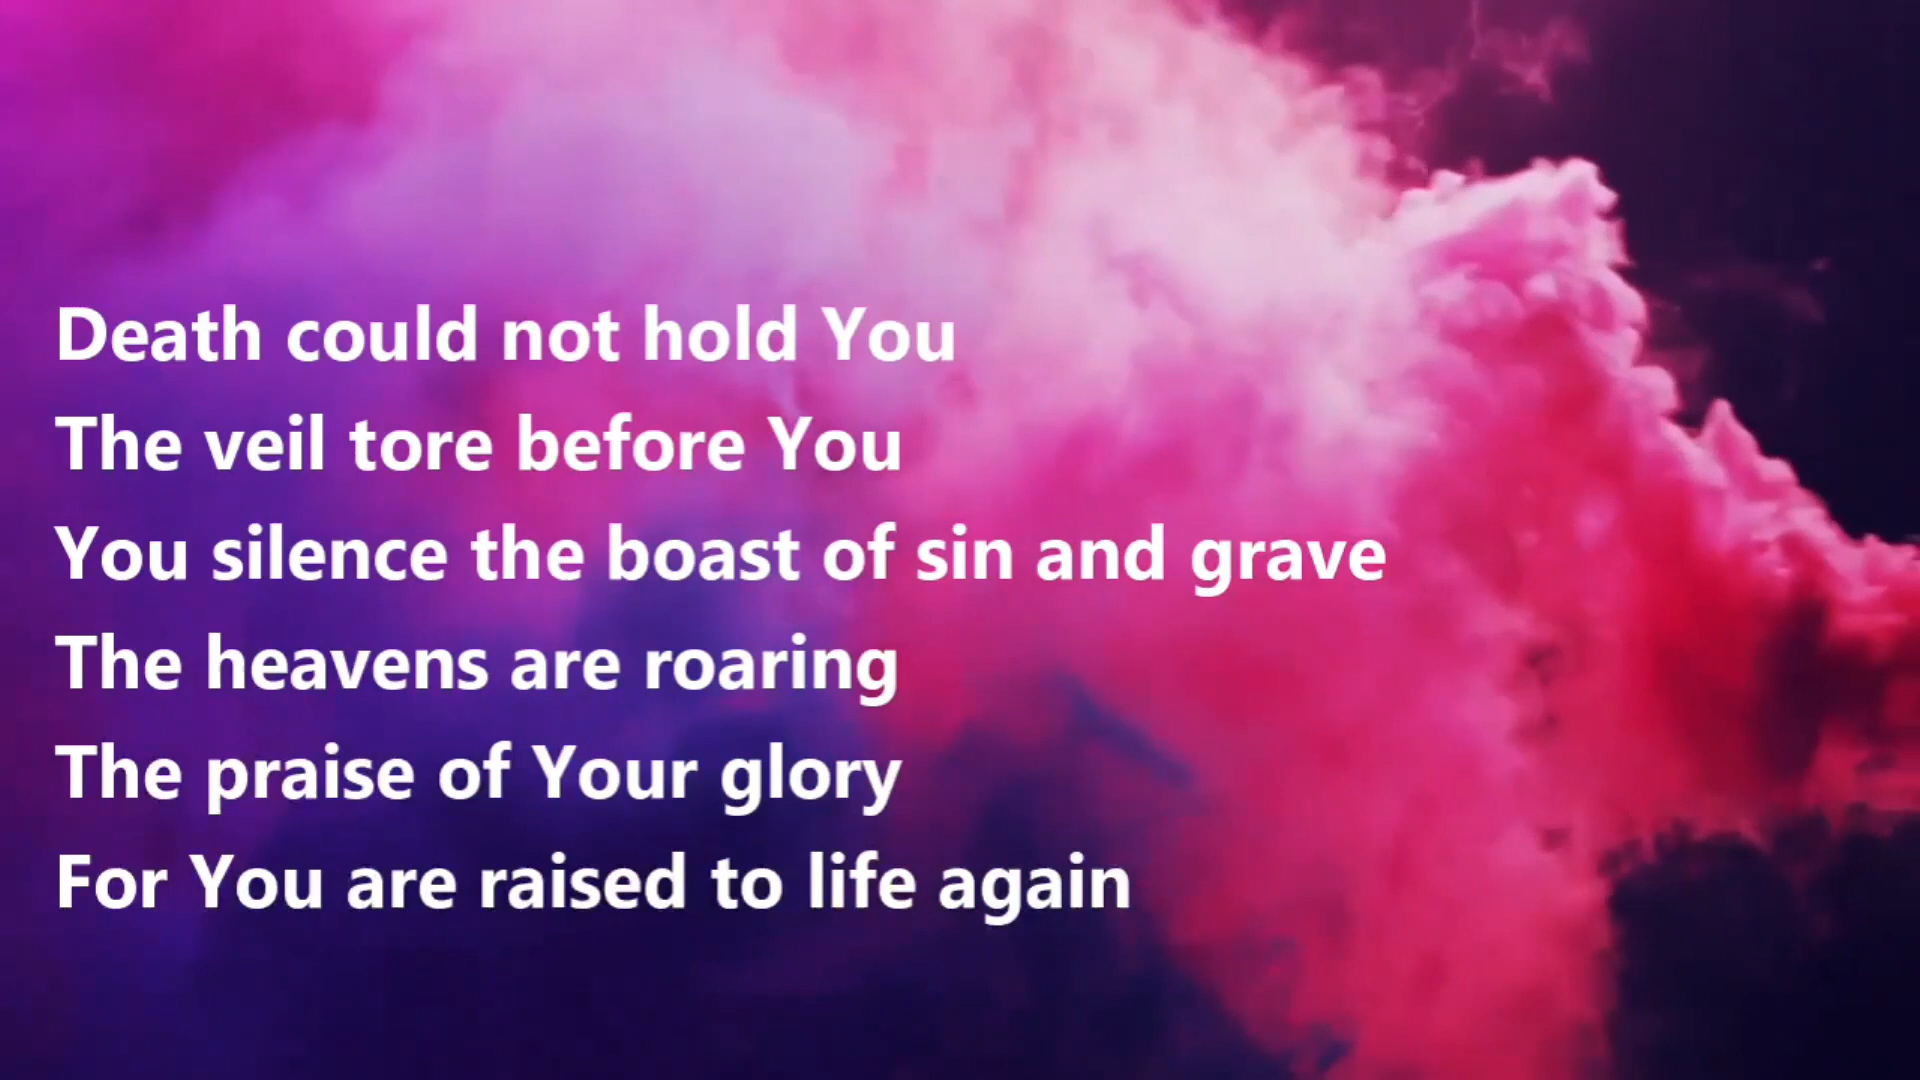 Death could not hold You
The veil tore before You
You silence the boast of sin and grave
The heavens are roaring
The praise of Your glory
For You are raised to life again